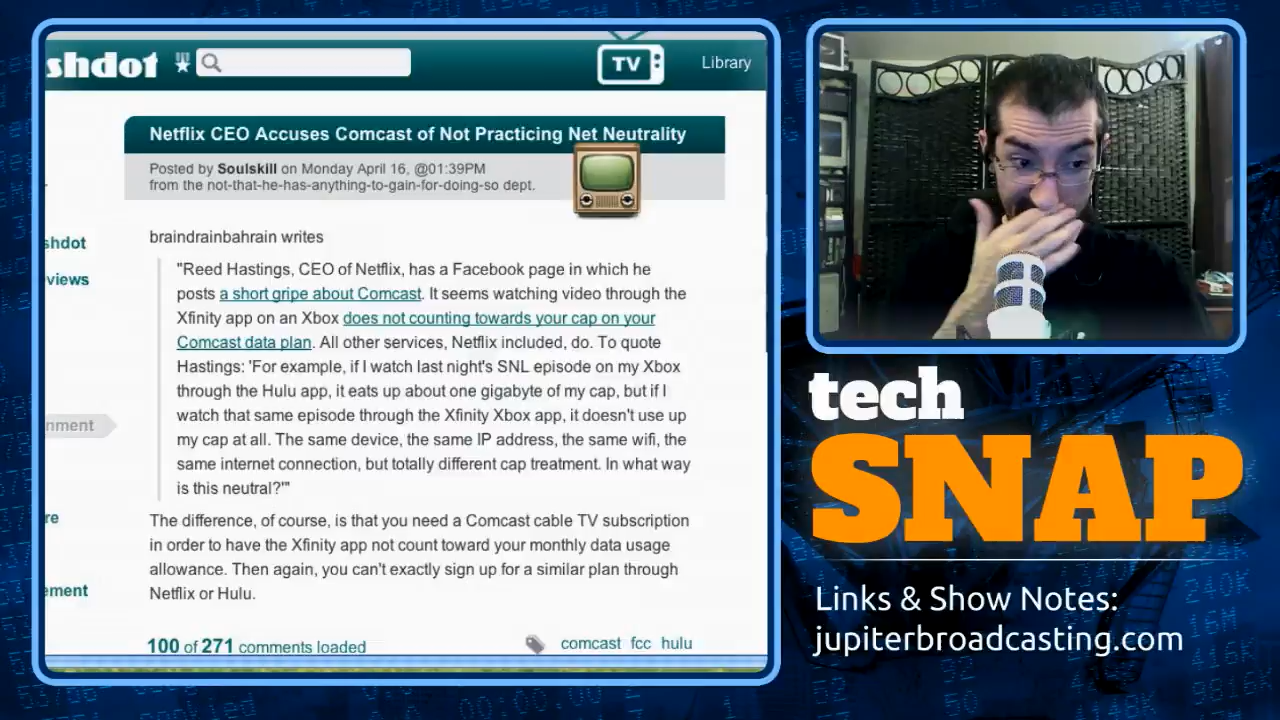 shdot
TV
Library
Netflix CEO Accuses Comcast of Not Practicing Net Neutrality
Posted by Soulskill on Monday April 16, @01:39PM
from the not-that-he-has-anything-to-gain-for-doing-so dept.
braindrainbahrain writes
shdot
views
"Reed Hastings, CEO of Netflix, has a Facebook page in which he
posts a short gripe about Comcast. It seems watching video through the
Xfinity app on an Xbox does not counting towards your cap on your
Comcast data plan. All other services, Netflix included, do. To quote
Hastings: 'For example, if I watch last night's SNL episode on my Xbox
through the Hulu app, it eats up about one gigabyte of my cap, but if I
watch that same episode through the Xfinity Xbox app, it doesn't use up
my cap at all. The same device, the same IP address, the same wifi, the
same internet connection, but totally different cap treatment. In what way
is this neutral?'"
nment
re
ement
The difference, of course, is that you need a Comcast cable TV subscription
in order to have the Xfinity app not count toward your monthly data usage
allowance. Then again, you can't exactly sign up for a similar plan through
Netflix or Hulu.
100 of 271 comments loaded
comcast fcc hulu
tech
SNAP
Links & Show Notes:
jupiterbroadcasting.com